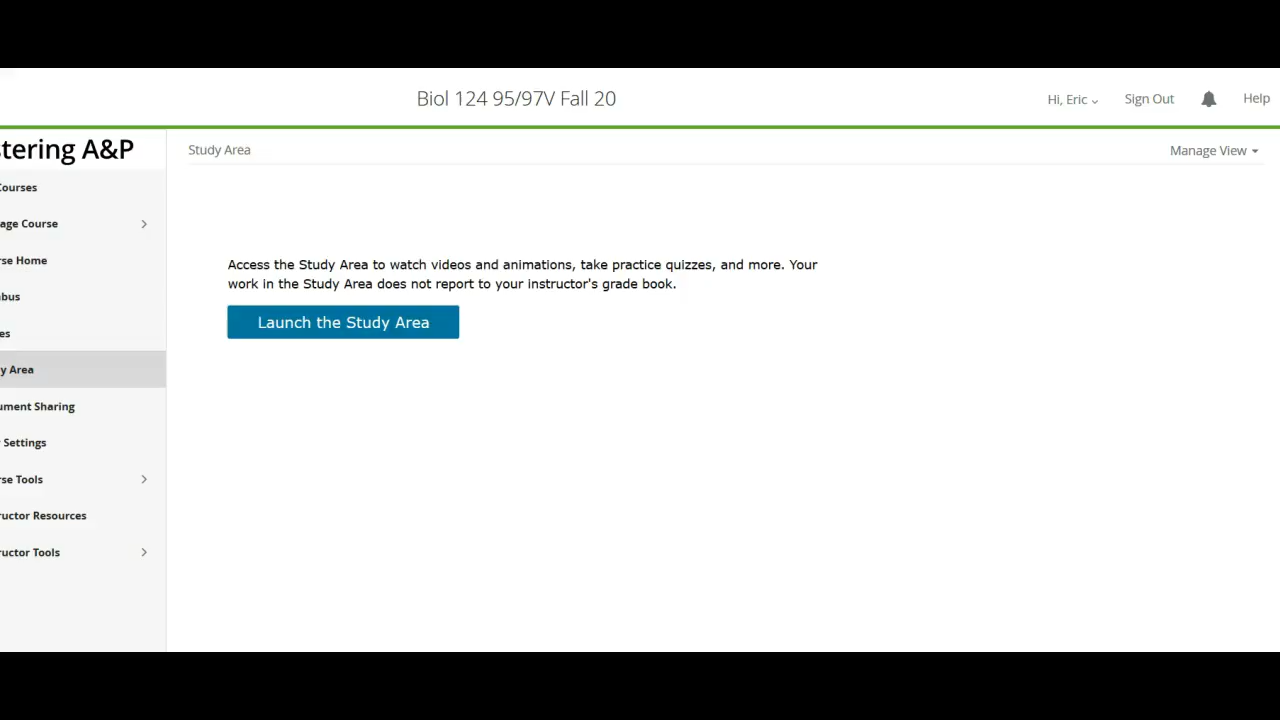 Biol 124 95/97V Fall 20
Hi, Eric
Sign Out
Help
stering A&P
Courses
age Course
rse Home
bus
es
y Area
ument Sharing
Settings
rse Tools
ructor Resources
ructor Tools
Study Area
Manage View
Access the Study Area to watch videos and animations, take practice quizzes, and more. Your
work in the Study Area does not report to your instructor's grade book.
Launch the Study Area